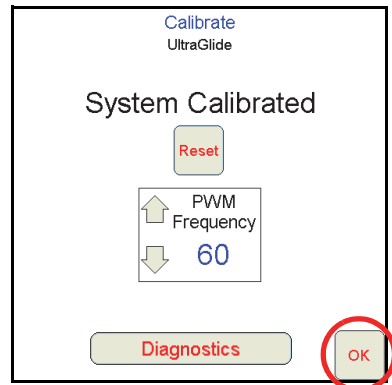 Calibrate
UltraGlide
System Calibrated
Reset
PWM
Frequency
60
Diagnostics
OK